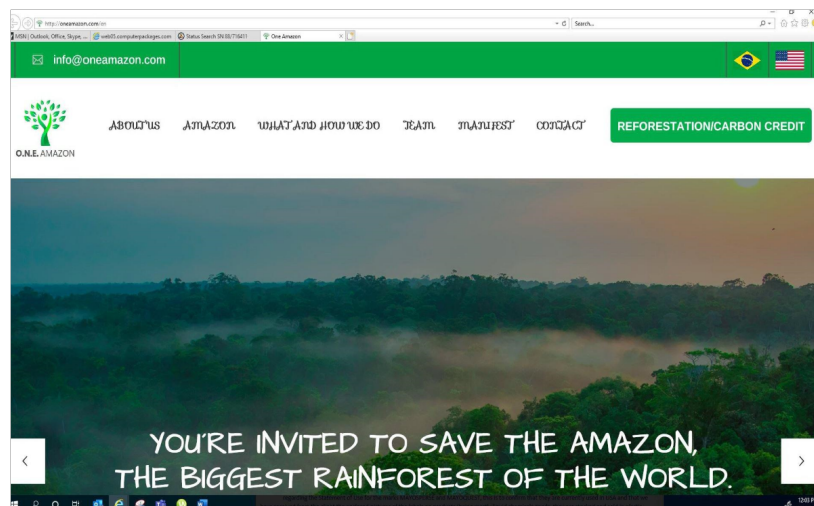 http://oneamazon.com/en
Search...
MSN | Outlook, Office, Skype, ...
web03.computerpackages.com
Status Search SN 88/716411
One Amazon
info@oneamazon.com
O.N.E. AMAZON
ABOUT US
AMAZON
WHAT AND HOW WE DO
TEAM
MANIFEST
CONTACT
REFORESTATION/CARBON CREDIT
YOU'RE INVITED TO SAVE THE AMAZON,
THE BIGGEST RAINFOREST OF THE WORLD.